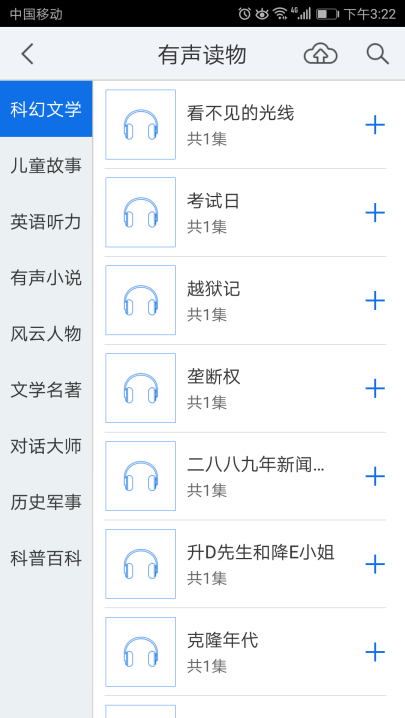 中国移动 4G 下午3:22
有声读物
科幻文学
儿童故事
英语听力
有声小说
风云人物
文学名著
对话大师
历史军事
科普百科
看不见的光线
共1集
考试日
共1集
越狱记
共1集
垄断权
共1集
二八八九年新闻...
共1集
升D先生和降E小姐
共1集
克隆年代
共1集